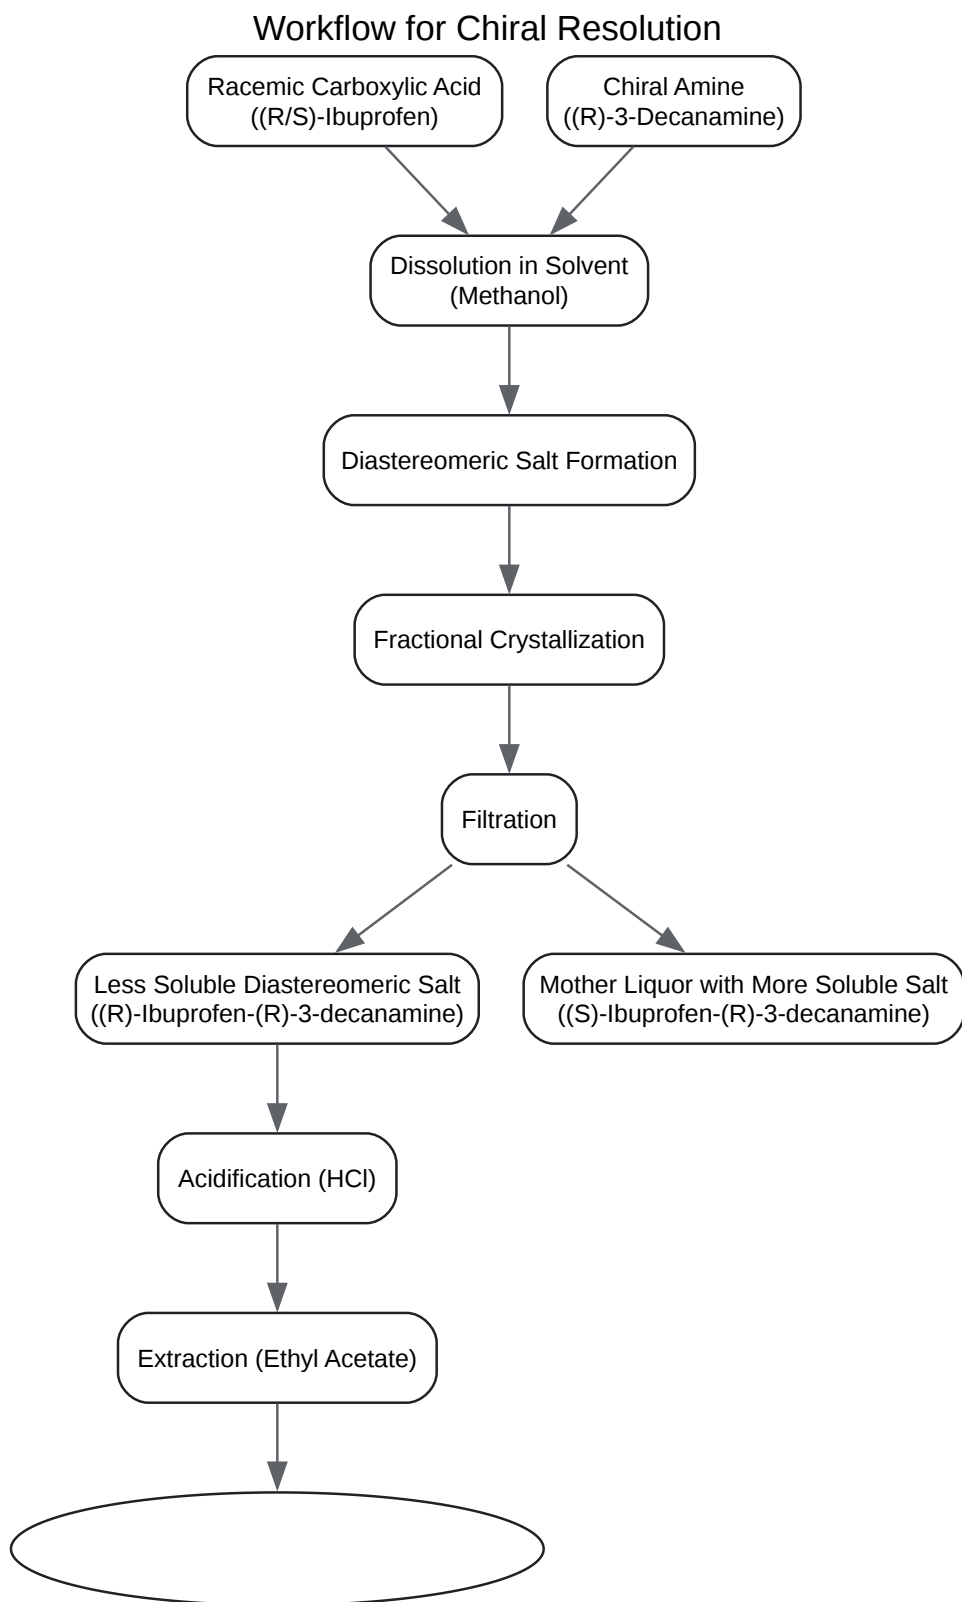 Workflow for Chiral Resolution
Racemic Carboxylic Acid
((R/S)-Ibuprofen)
Chiral Amine
((R)-3-Decanamine)
Dissolution in Solvent
(Methanol)
Diastereomeric Salt Formation
Fractional Crystallization
Filtration
Less Soluble Diastereomeric Salt
((R)-Ibuprofen-(R)-3-decanamine)
Mother Liquor with More Soluble Salt
((S)-Ibuprofen-(R)-3-decanamine)
Acidification (HCl)
Extraction (Ethyl Acetate)